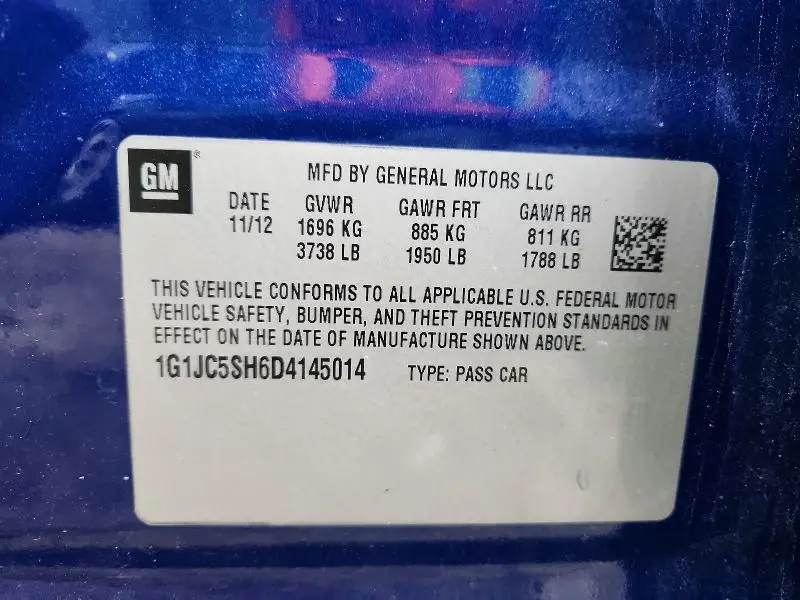 GM®
MFD BY GENERAL MOTORS LLC
DATE GVWR GAWR FRT GAWR RR
11/12 1696 KG 885 KG 811 KG
3738 LB 1950 LB 1788 LB
THIS VEHICLE CONFORMS TO ALL APPLICABLE U.S. FEDERAL MOTOR
VEHICLE SAFETY, BUMPER, AND THEFT PREVENTION STANDARDS IN
EFFECT ON THE DATE OF MANUFACTURE SHOWN ABOVE.
1G1JC5SH6D4145014 TYPE: PASS CAR